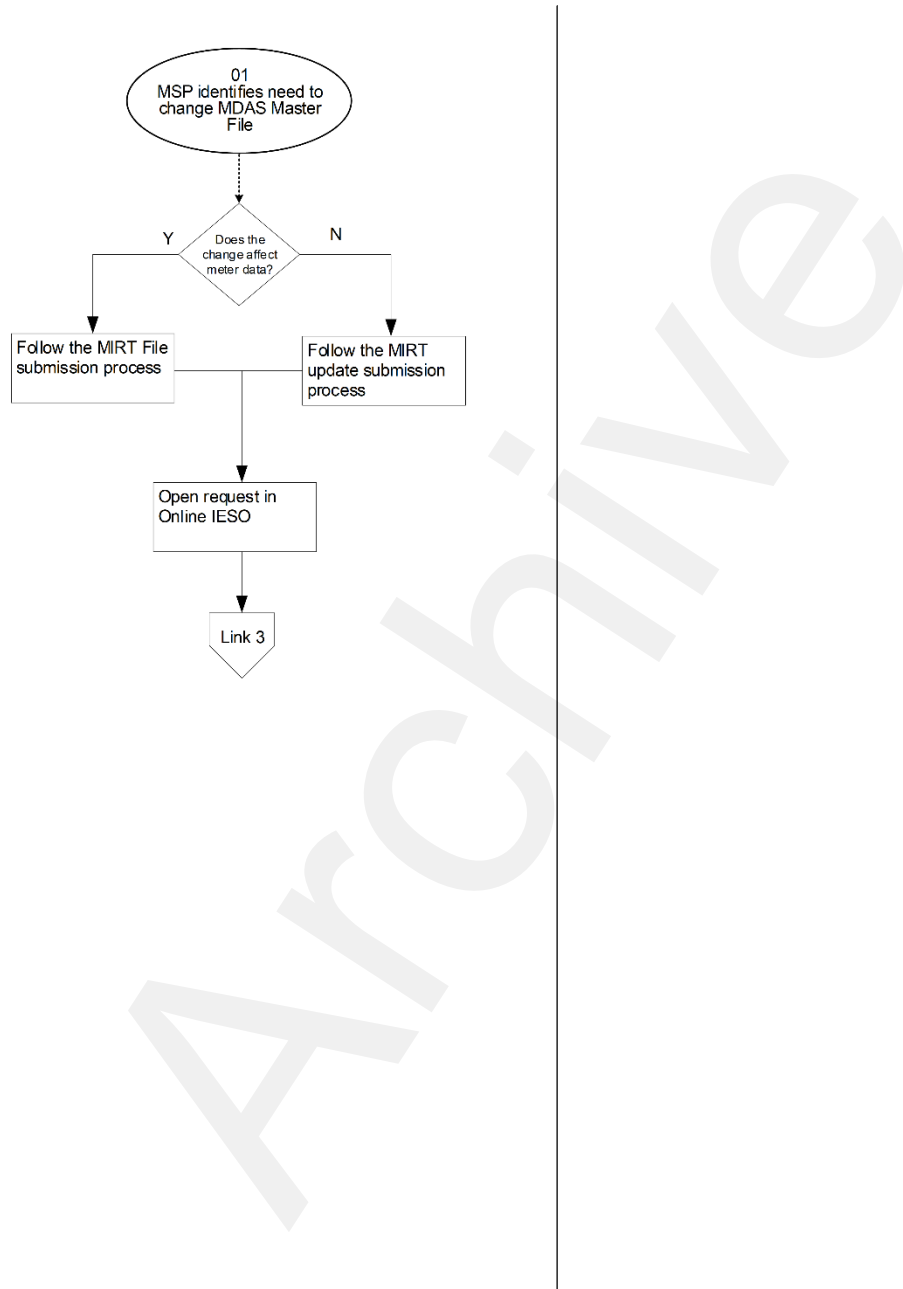 01
MSP identifies need to
change MDAS Master
File
Does the
change affect
meter data?
Y
N
Follow the MIRT File
submission process
Follow the MIRT
update submission
process
Open request in
Online IESO
Link 3
Archive